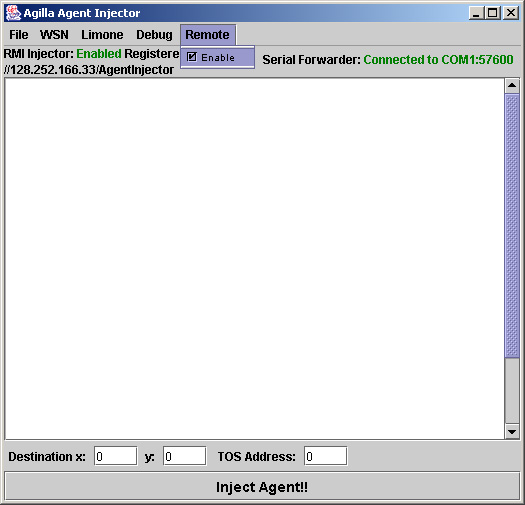 Agilla Agent Injector
File WSN Limone Debug Remote
RMI Injector: Enabled Registere
//128.252.166.33/AgentInjector
Enable
Serial Forwarder: Connected to COM1:57600
Destination x: 0 y: 0 TOS Address: 0
Inject Agent!!